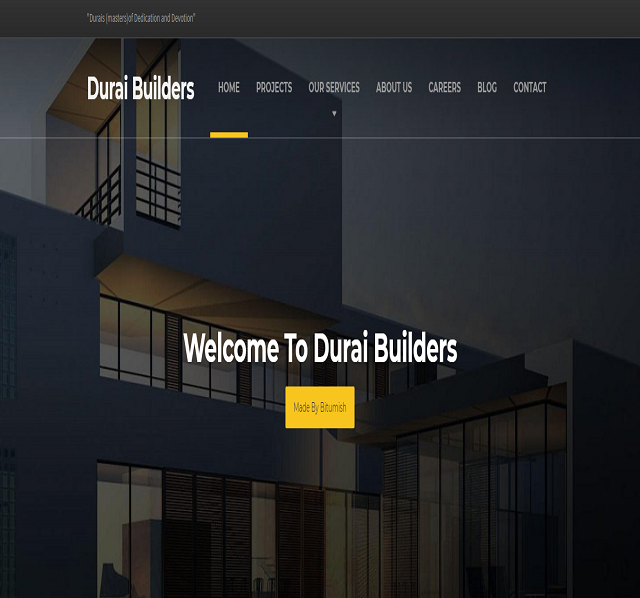 "Durais (masters)of Dedication and Devotion"
Durai Builders
HOME PROJECTS OUR SERVICES ABOUT US CAREERS BLOG CONTACT
▼
Welcome To Durai Builders
Made By Bitumish